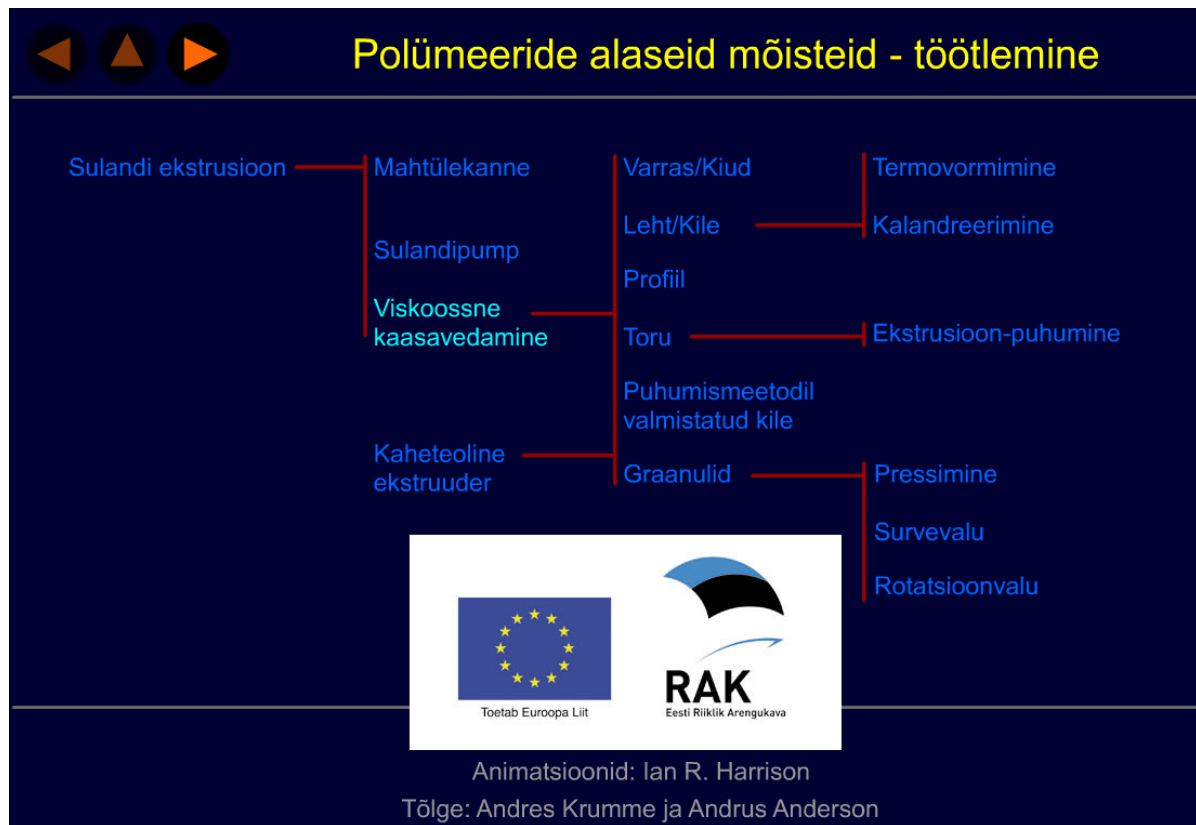 Polümeeride alaseid mõisteid - töötlemine
Sulandi ekstrusioon
Mahtülekanne
Sulandipump
Viskoossne
kaasavedamine
Kaheteoline
ekstruuder
Varras/Kiud
Leht/Kile
Profiil
Toru
Puhumismeetodil
valmistatud kile
Graanulid
Termovormimine
Kalandreerimine
Ekstrusioon-puhumine
Pressimine
Survevalu
Rotatsioonvalu
Toetab Euroopa Liit
RAK
Eesti Riiklik Arengukava
Animatsioonid: Ian R. Harrison
Tõlge: Andres Krumme ja Andrus Anderson